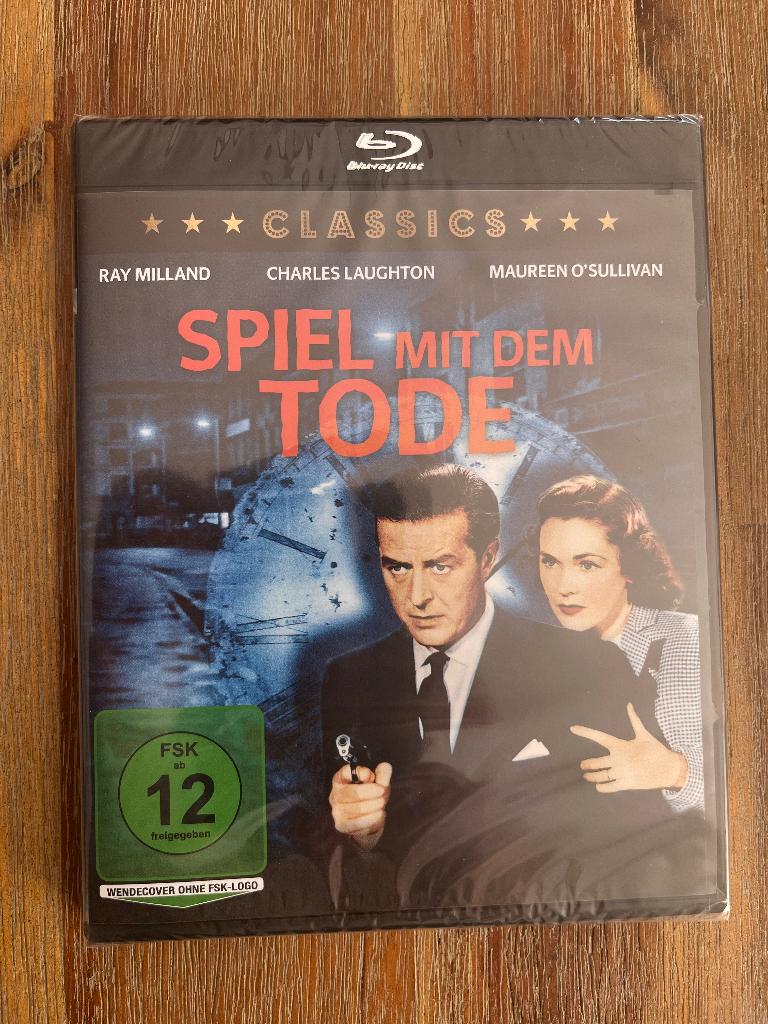 Blu-ray Disc
CLASSICS
RAY MILLAND CHARLES LAUGHTON MAUREEN O'SULLIVAN
SPIEL MIT DEM
TODE
FSK
ab
12
freigegeben
WENDECOVER OHNE FSK-LOGO